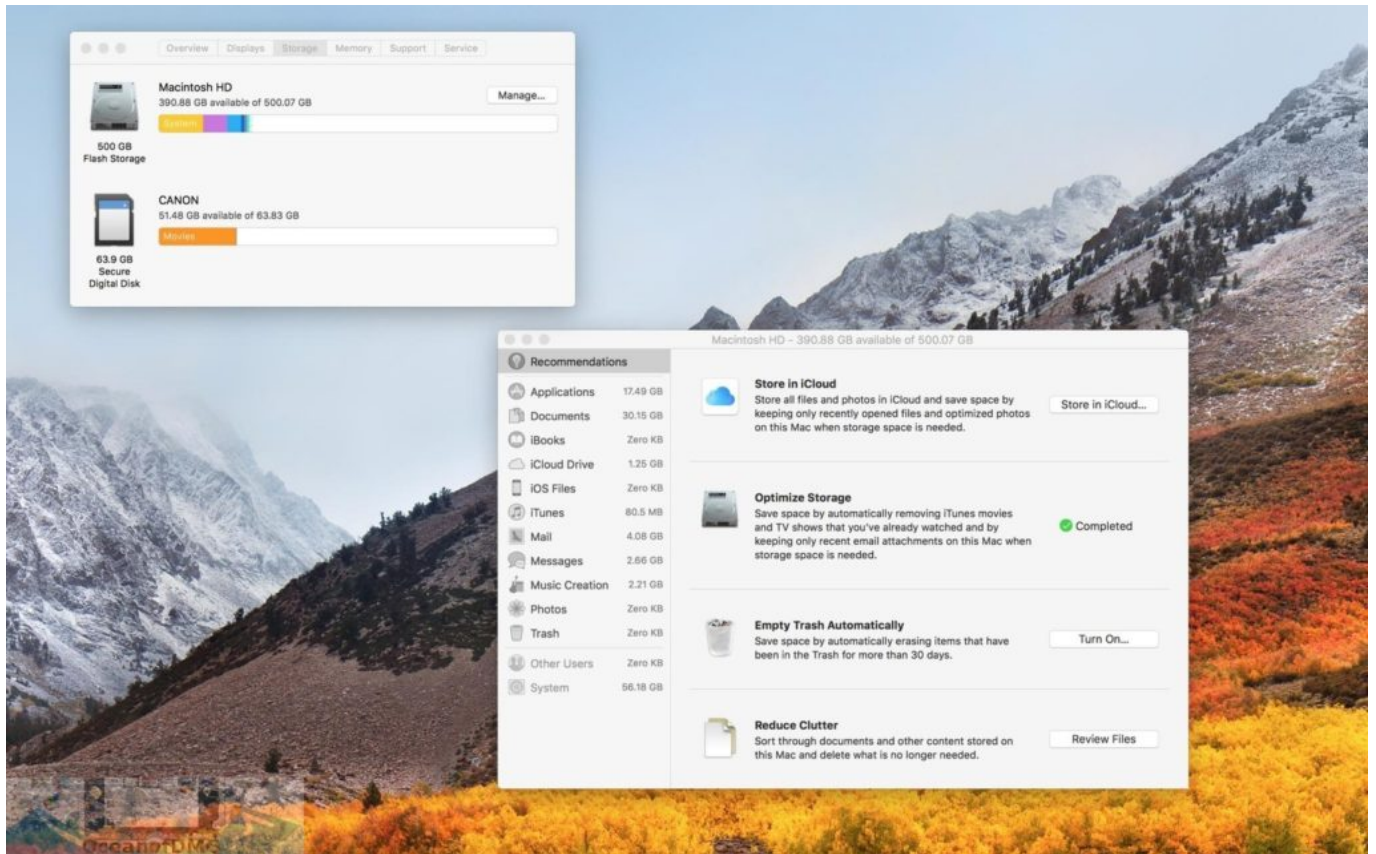 Overview Displays Storage Memory Support Service
Macintosh HD
390.88 GB available of 500.07 GB
Manage...
System
500 GB
Flash Storage
CANON
51.48 GB available of 63.83 GB
Movies
63.9 GB
Secure
Digital Disk
Macintosh HD - 390.88 GB available of 500.07 GB
Recommendations
Applications 17.49 GB
Documents 30.15 GB
iBooks Zero KB
iCloud Drive 1.25 GB
iOS Files Zero KB
iTunes 80.5 MB
Mail 4.08 GB
Messages 2.66 GB
Music Creation 2.21 GB
Photos Zero KB
Trash Zero KB
Other Users Zero KB
System 56.18 GB
Store in iCloud
Store all files and photos in iCloud and save space by
keeping only recently opened files and optimized photos
on this Mac when storage space is needed.
Store in iCloud...
Optimize Storage
Save space by automatically removing iTunes movies
and TV shows that you've already watched and by
keeping only recent email attachments on this Mac when
storage space is needed.
Completed
Empty Trash Automatically
Save space by automatically erasing items that have
been in the Trash for more than 30 days.
Turn On...
Reduce Clutter
Sort through documents and other content stored on
this Mac and delete what is no longer needed.
Review Files
OceanofDMG